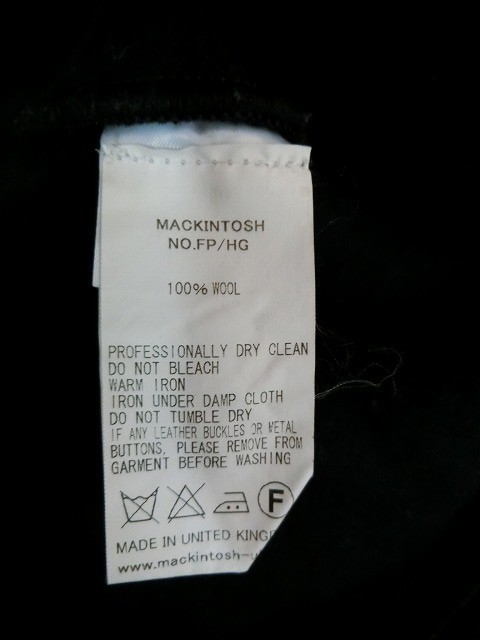 MACKINTOSH
NO.FP/HG
100% WOOL
PROFESSIONALLY DRY CLEAN
DO NOT BLEACH
WARM IRON
IRON UNDER DAMP CLOTH
DO NOT TUMBLE DRY
IF ANY LEATHER BUCKLES OR METAL
BUTTONS, PLEASE REMOVE FROM
GARMENT BEFORE WASHING
F
MADE IN UNITED KING
www.mackintosh-